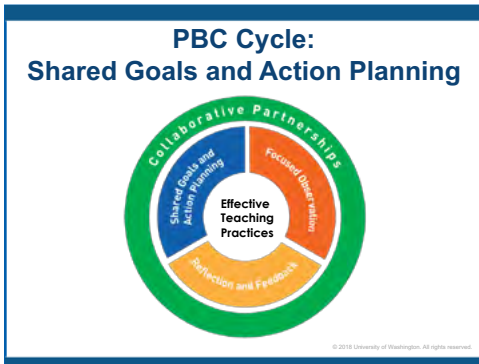 PBC Cycle:
Shared Goals and Action Planning
Collaborative Partnerships
Shared Goals and
Action Planning
Focused Observation
Effective
Teaching
Practices
Reflection and Feedback
© 2018 University of Washington. All rights reserved.